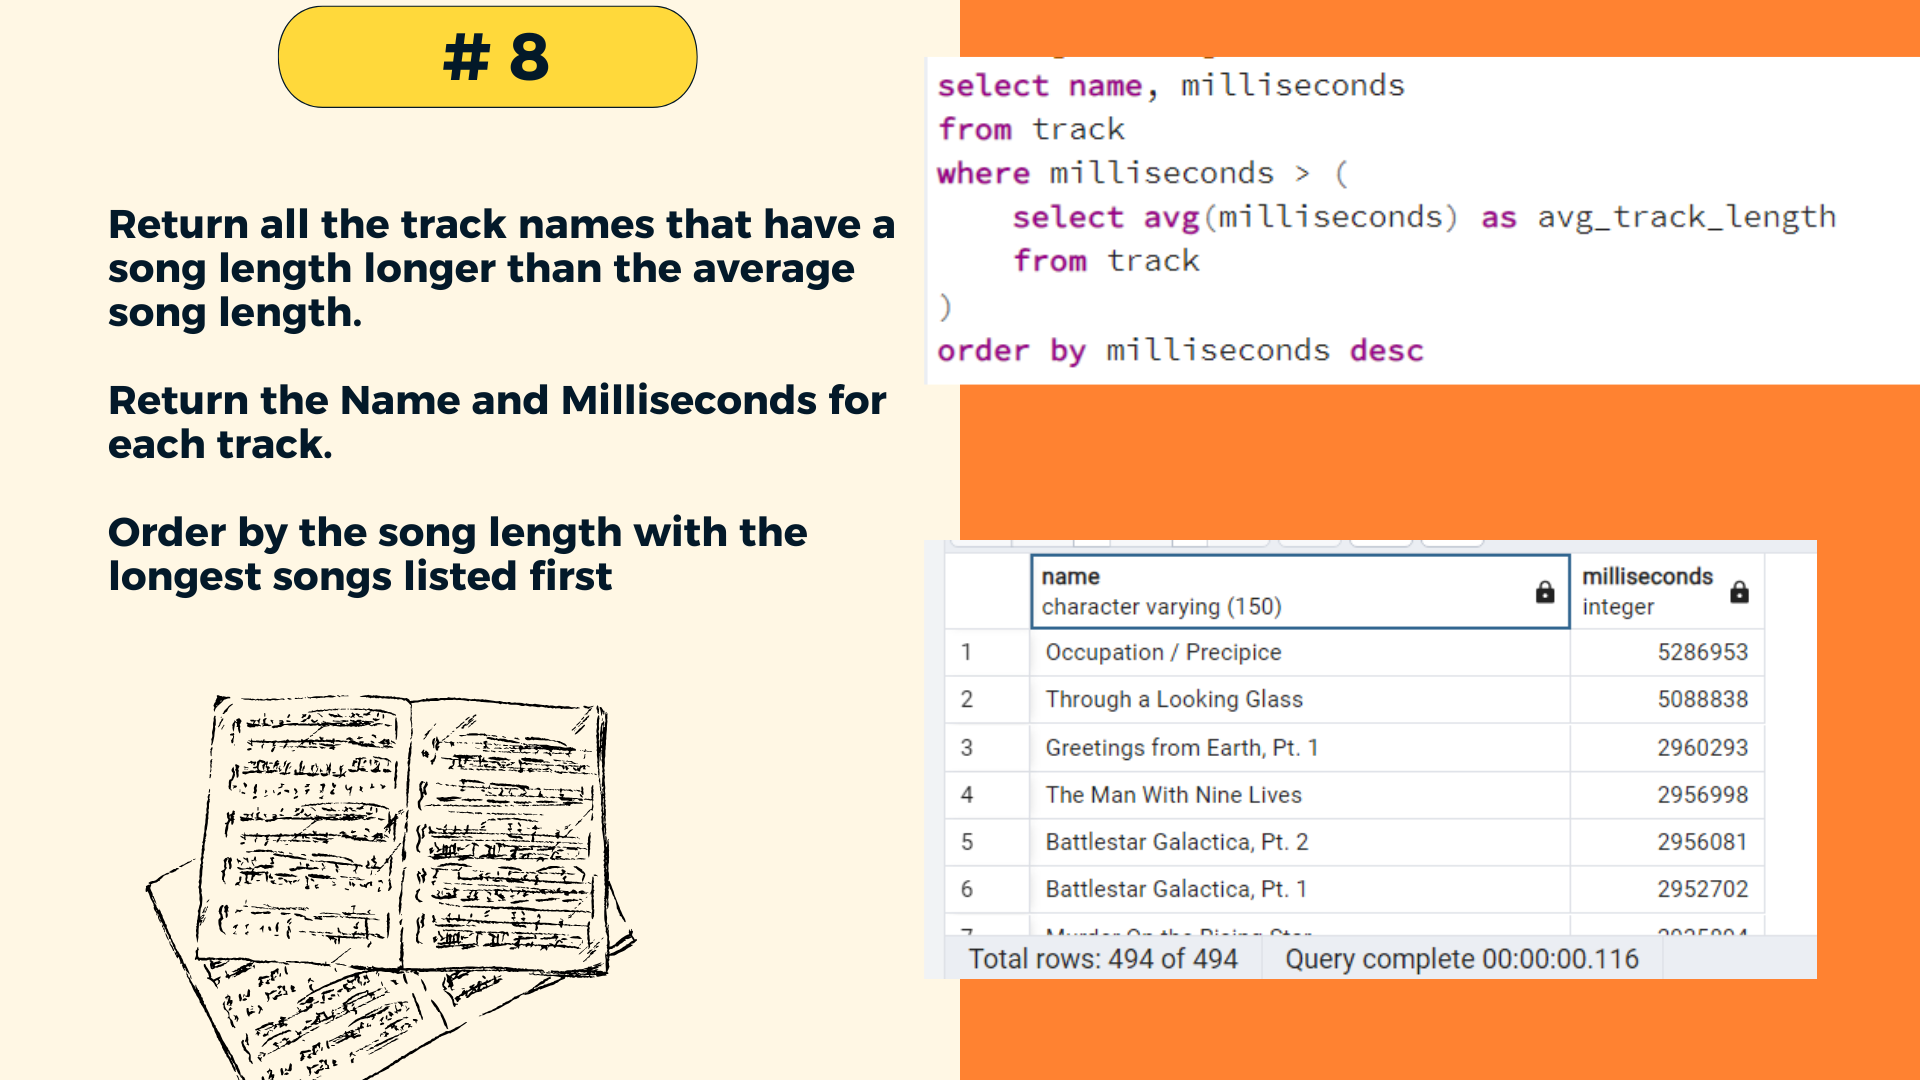 # 8
Return all the track names that have a
song length longer than the average
song length.
Return the Name and Milliseconds for
each track.
Order by the song length with the
longest songs listed first
select name, milliseconds
from track
where milliseconds > (
select avg(milliseconds) as avg_track_length
from track
)
order by milliseconds desc
name milliseconds
character varying (150) integer
1 Occupation / Precipice 5286953
2 Through a Looking Glass 5088838
3 Greetings from Earth, Pt. 1 2960293
4 The Man With Nine Lives 2956998
5 Battlestar Galactica, Pt. 2 2956081
6 Battlestar Galactica, Pt. 1 2952702
Total rows: 494 of 494 Query complete 00:00:00.116